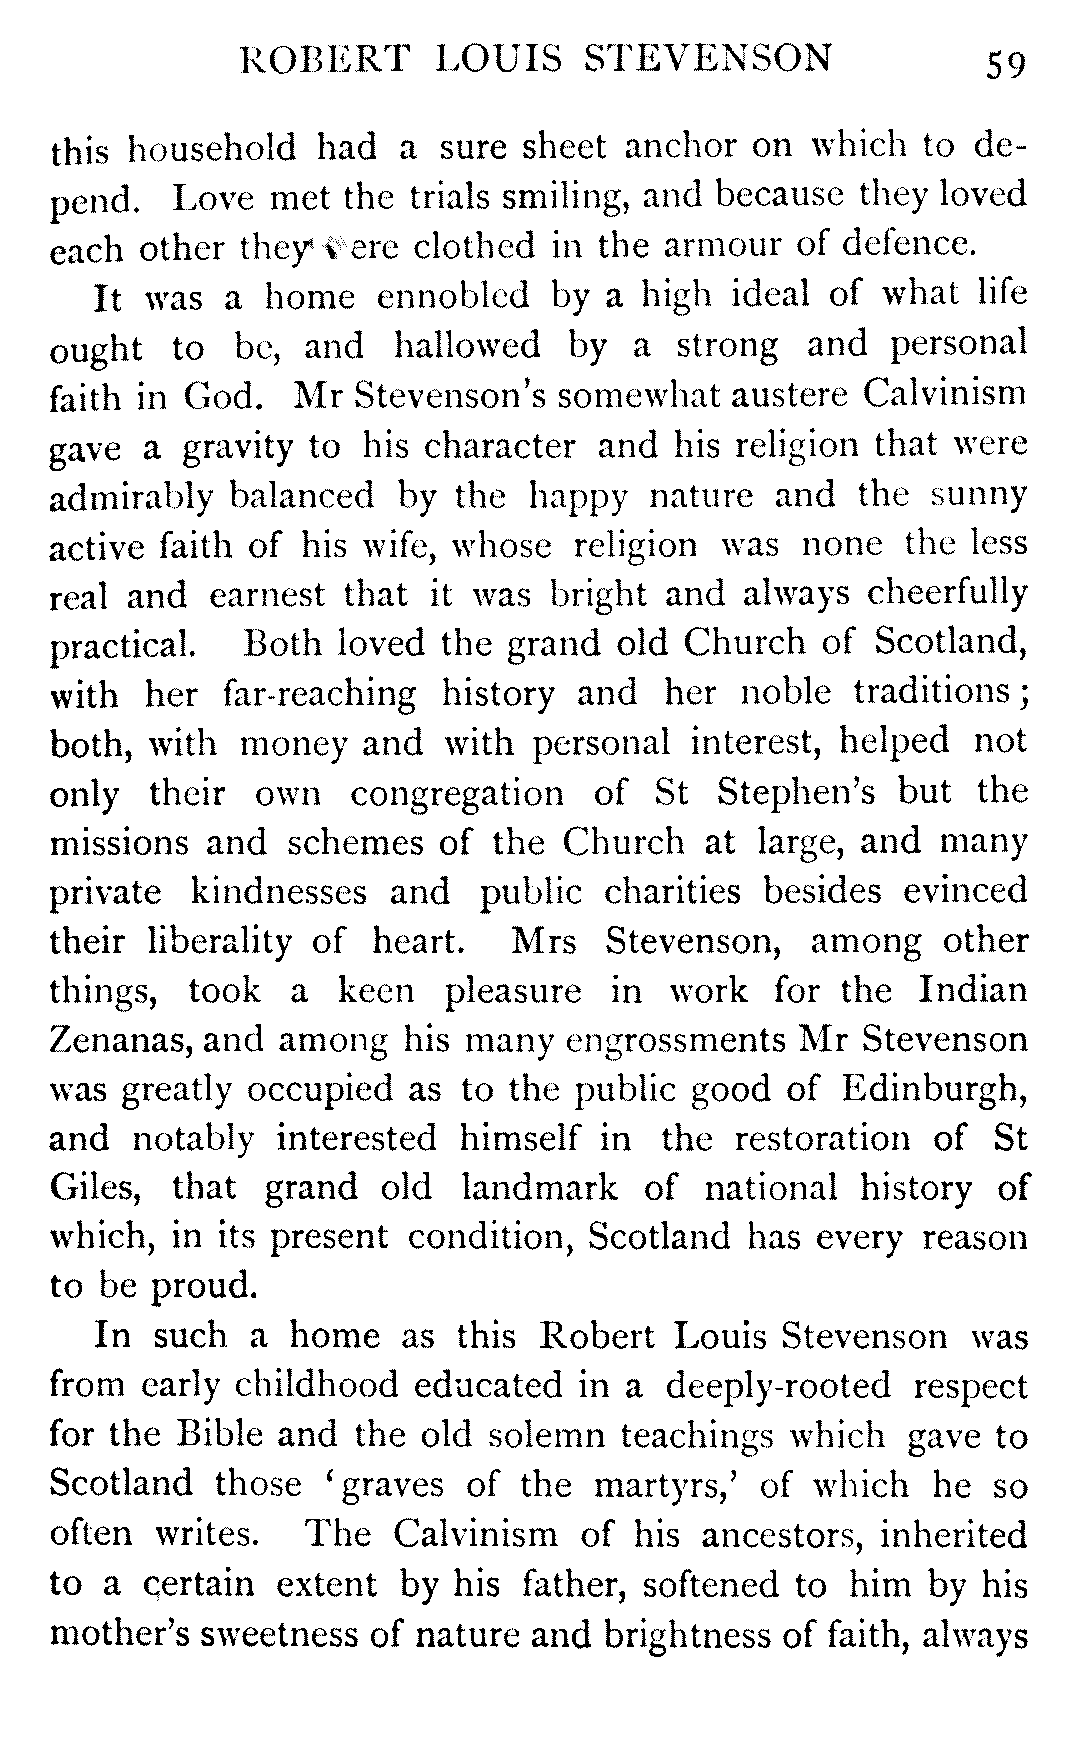 ROBERT LOUIS STEVENSON 59
this household had a sure sheet anchor on which to de-
pend. Love met the trials smiling, and because they loved
each other they were clothed in the armour of defence.
It was a home ennobled by a high ideal of what life
ought to be, and hallowed by a strong and personal
faith in God. Mr Stevenson's somewhat austere Calvinism
gave a gravity to his character and his religion that were
admirably balanced by the happy nature and the sunny
active faith of his wife, whose religion was none the less
real and earnest that it was bright and always cheerfully
practical. Both loved the grand old Church of Scotland,
with her far-reaching history and her noble traditions;
both, with money and with personal interest, helped not
only their own congregation of St Stephen's but the
missions and schemes of the Church at large, and many
private kindnesses and public charities besides evinced
their liberality of heart. Mrs Stevenson, among other
things, took a keen pleasure in work for the Indian
Zenanas, and among his many engrossments Mr Stevenson
was greatly occupied as to the public good of Edinburgh,
and notably interested himself in the restoration of St
Giles, that grand old landmark of national history of
which, in its present condition, Scotland has every reason
to be proud.
In such a home as this Robert Louis Stevenson was
from early childhood educated in a deeply-rooted respect
for the Bible and the old solemn teachings which gave to
Scotland those 'graves of the martyrs,' of which he so
often writes. The Calvinism of his ancestors, inherited
to a certain extent by his father, softened to him by his
mother's sweetness of nature and brightness of faith, always